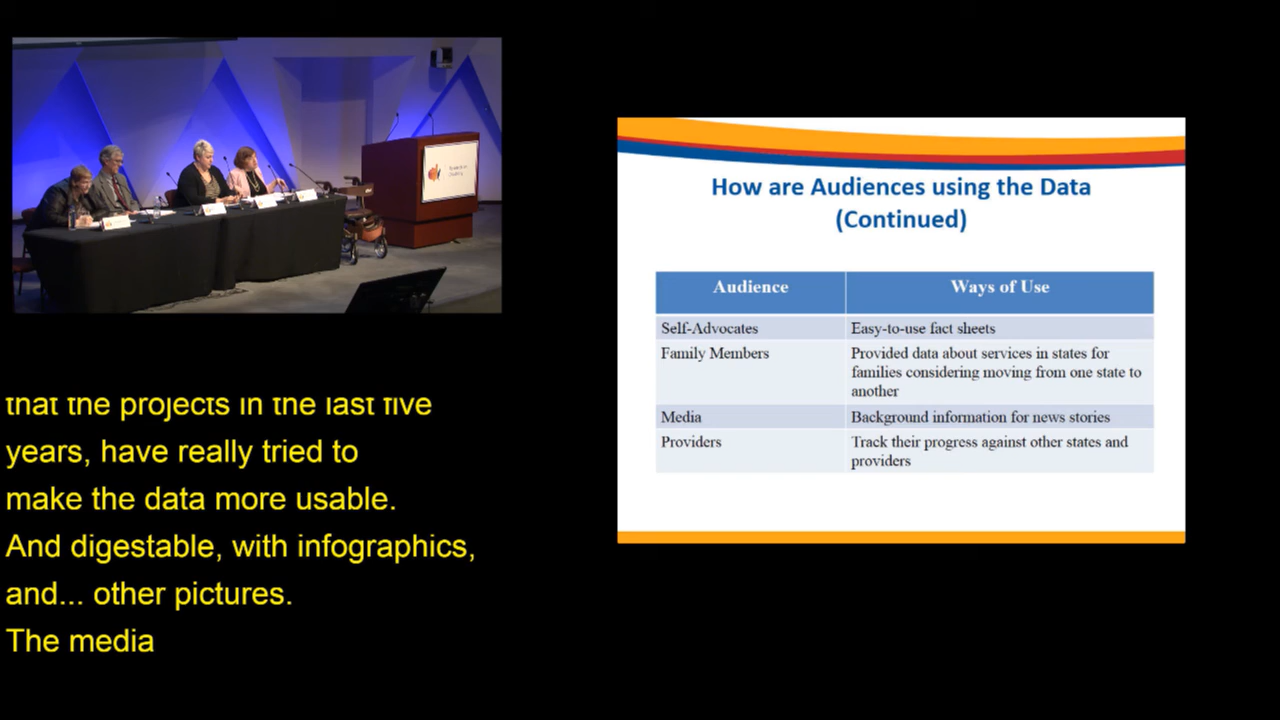 that the projects in the last five
years, have really tried to
make the data more usable.
And digestable, with infographics,
and... other pictures.
The media
How are Audiences using the Data
(Continued)
Audience
Ways of Use
Self-Advocates
Easy-to-use fact sheets
Family Members
Provided data about services in states for
families considering moving from one state to
another
Media
Background information for news stories
Providers
Track their progress against other states and
providers